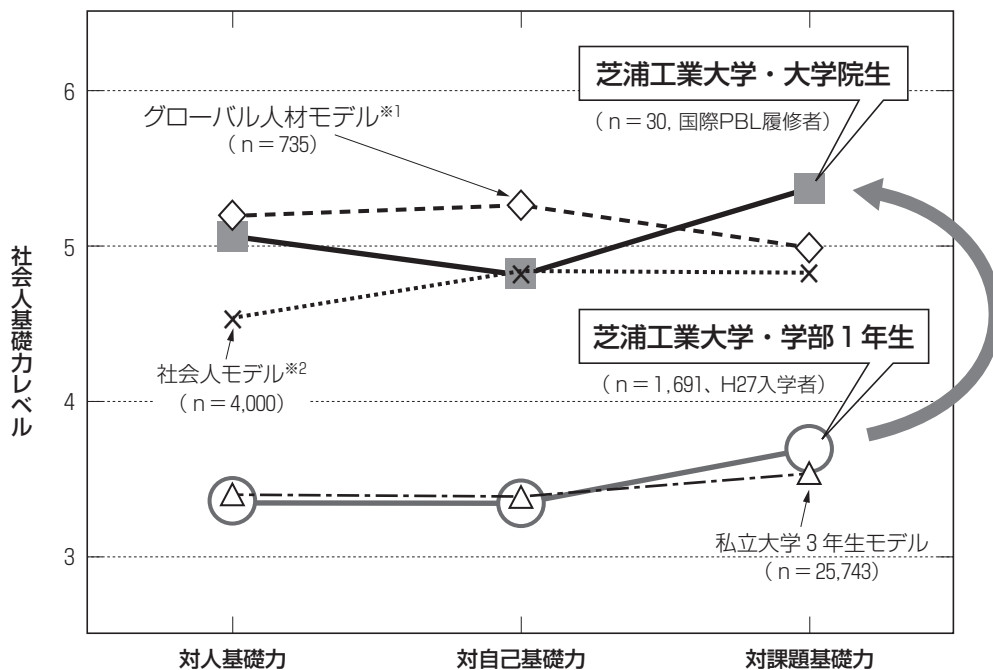 社会人基礎力レベル
6
5
4
3
芝浦工業大学・大学院生
（n＝30, 国際PBL履修者）
グローバル人材モデル※1
（n＝735）
芝浦工業大学・学部1年生
（n＝1,691、H27入学者）
社会人モデル※2
（n＝4,000）
私立大学3年生モデル
（n＝25,743）
対人基礎力
対自己基礎力
対課題基礎力